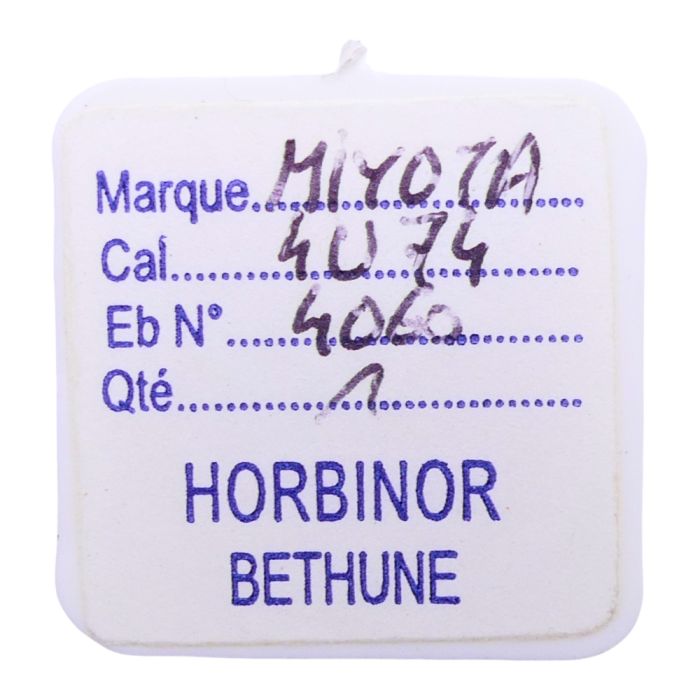 Marque MIYOTA
Cal 4U74
Eb N° 4060
Qté 1
HORBINOR
BETHUNE